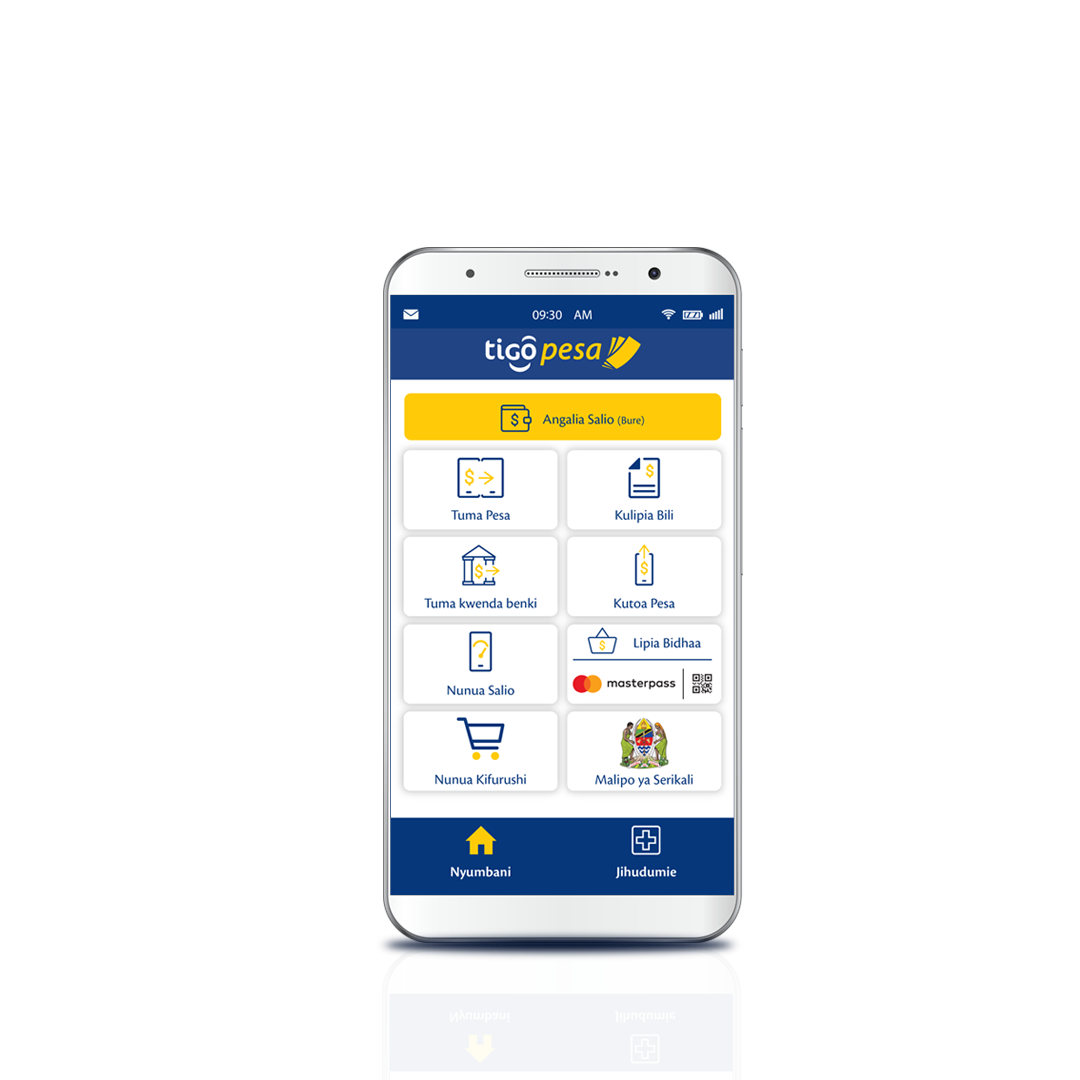 09:30 AM
tigo pesa
Angalia Salio (Bure)
Tuma Pesa
Kulipia Bili
Tuma kwenda benki
Kutoa Pesa
Nunua Salio
Lipia Bidhaa
masterpass
Nunua Kifurushi
Malipo ya Serikali
Nyumbani
Jihudumie